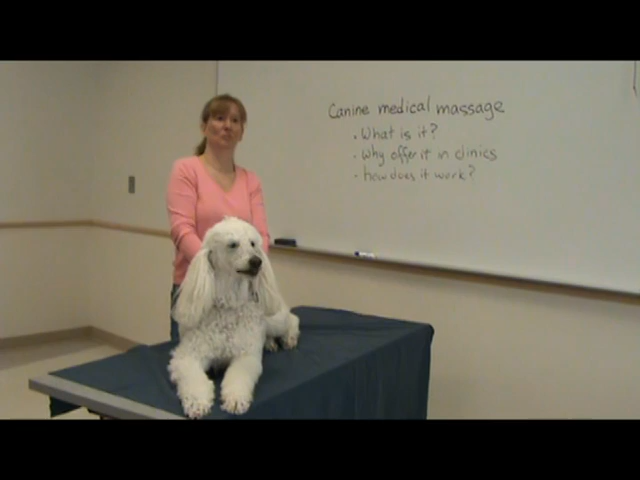 Canine medical massage
• What is it?
• why offer it in clinics
• how does it work?